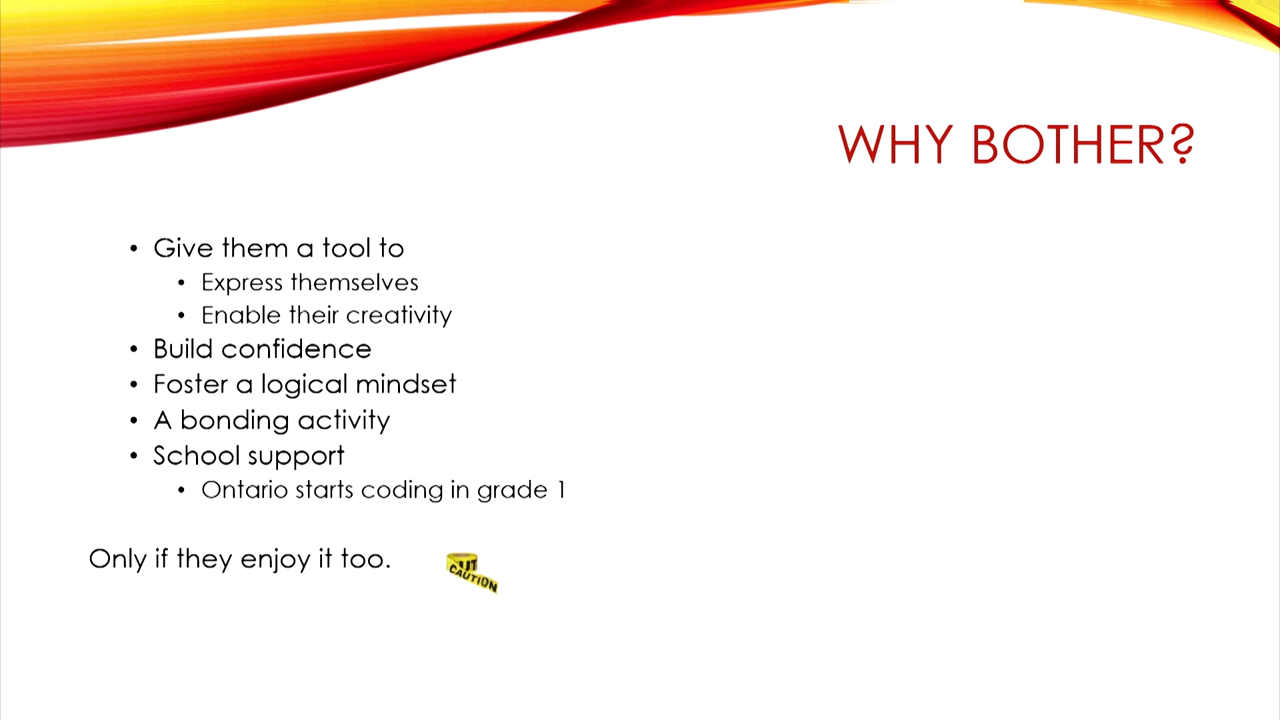 WHY BOTHER?
• Give them a tool to
• Express themselves
• Enable their creativity
• Build confidence
• Foster a logical mindset
• A bonding activity
• School support
• Ontario starts coding in grade 1
Only if they enjoy it too.
UT
CAUTION